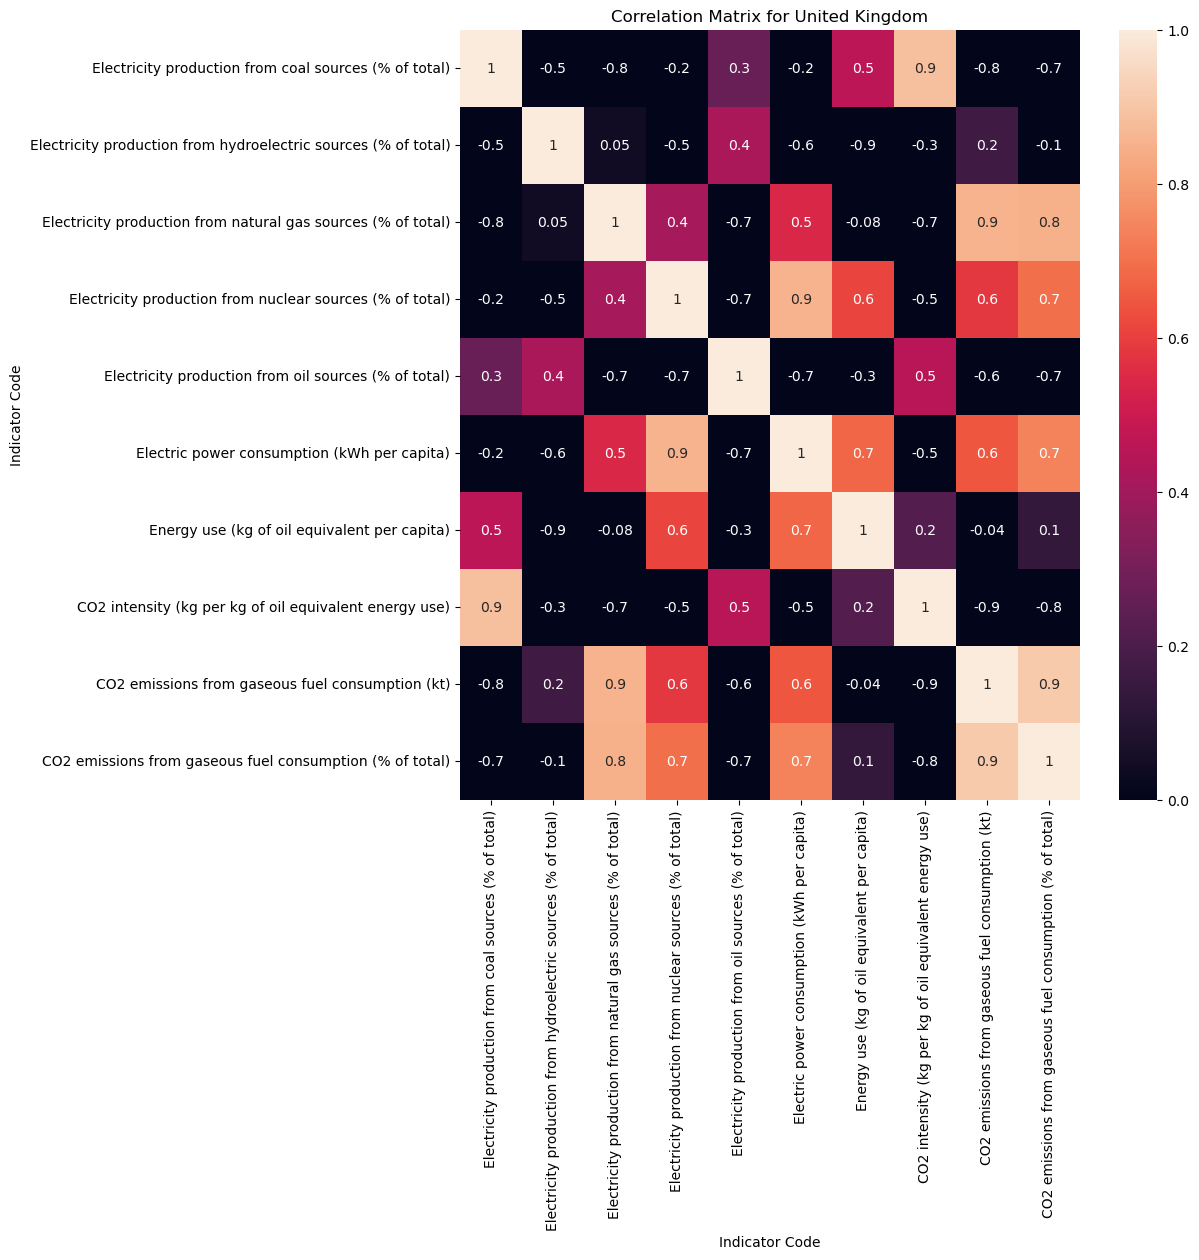 Correlation Matrix for United Kingdom
Electricity production from coal sources (% of total) 1 -0.5 -0.8 -0.2 0.3 -0.2 0.5 0.9 -0.8 -0.7
Electricity production from hydroelectric sources (% of total) -0.5 1 0.05 -0.5 0.4 -0.6 -0.9 -0.3 0.2 -0.1
Electricity production from natural gas sources (% of total) -0.8 0.05 1 0.4 -0.7 0.5 -0.08 -0.7 0.9 0.8
Electricity production from nuclear sources (% of total) -0.2 -0.5 0.4 1 -0.7 0.9 0.6 -0.5 0.6 0.7
Electricity production from oil sources (% of total) 0.3 0.4 -0.7 -0.7 1 -0.7 -0.3 0.5 -0.6 -0.7
Electric power consumption (kWh per capita) -0.2 -0.6 0.5 0.9 -0.7 1 0.7 -0.5 0.6 0.7
Energy use (kg of oil equivalent per capita) 0.5 -0.9 -0.08 0.6 -0.3 0.7 1 0.2 -0.04 0.1
CO2 intensity (kg per kg of oil equivalent energy use) 0.9 -0.3 -0.7 -0.5 0.5 -0.5 0.2 1 -0.9 -0.8
CO2 emissions from gaseous fuel consumption (kt) -0.8 0.2 0.9 0.6 -0.6 0.6 -0.04 -0.9 1 0.9
CO2 emissions from gaseous fuel consumption (% of total) -0.7 -0.1 0.8 0.7 -0.7 0.7 0.1 -0.8 0.9 1
Indicator Code
Electricity production from coal sources (% of total)
Electricity production from hydroelectric sources (% of total)
Electricity production from natural gas sources (% of total)
Electricity production from nuclear sources (% of total)
Electricity production from oil sources (% of total)
Electric power consumption (kWh per capita)
Energy use (kg of oil equivalent per capita)
CO2 intensity (kg per kg of oil equivalent energy use)
CO2 emissions from gaseous fuel consumption (kt)
CO2 emissions from gaseous fuel consumption (% of total)
Indicator Code
1.0
0.8
0.6
0.4
0.2
0.0